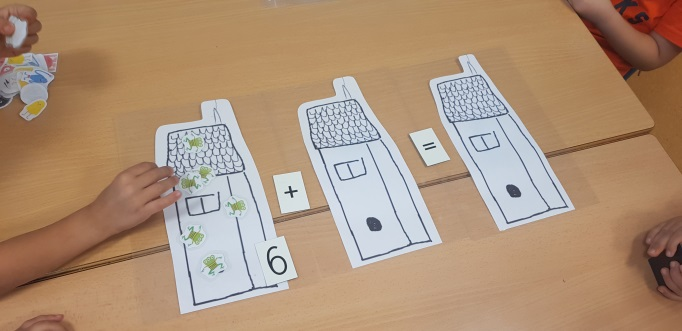 6
+
=